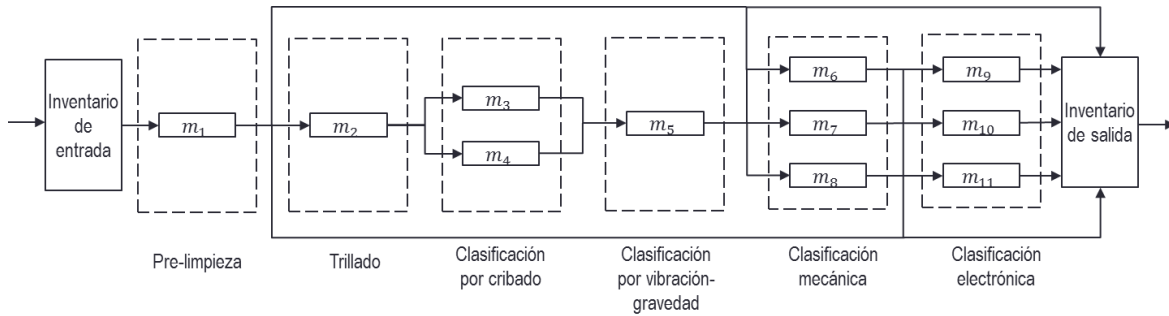 Inventario
de
entrada
m₁
m₂
m₃
m₄
m₅
m₆
m₇
m₈
m₉
m₁₀
m₁₁
Inventario
de salida
Pre-limpieza
Trillado
Clasificación
por cribado
Clasificación
por vibración-
gravedad
Clasificación
mecánica
Clasificación
electrónica